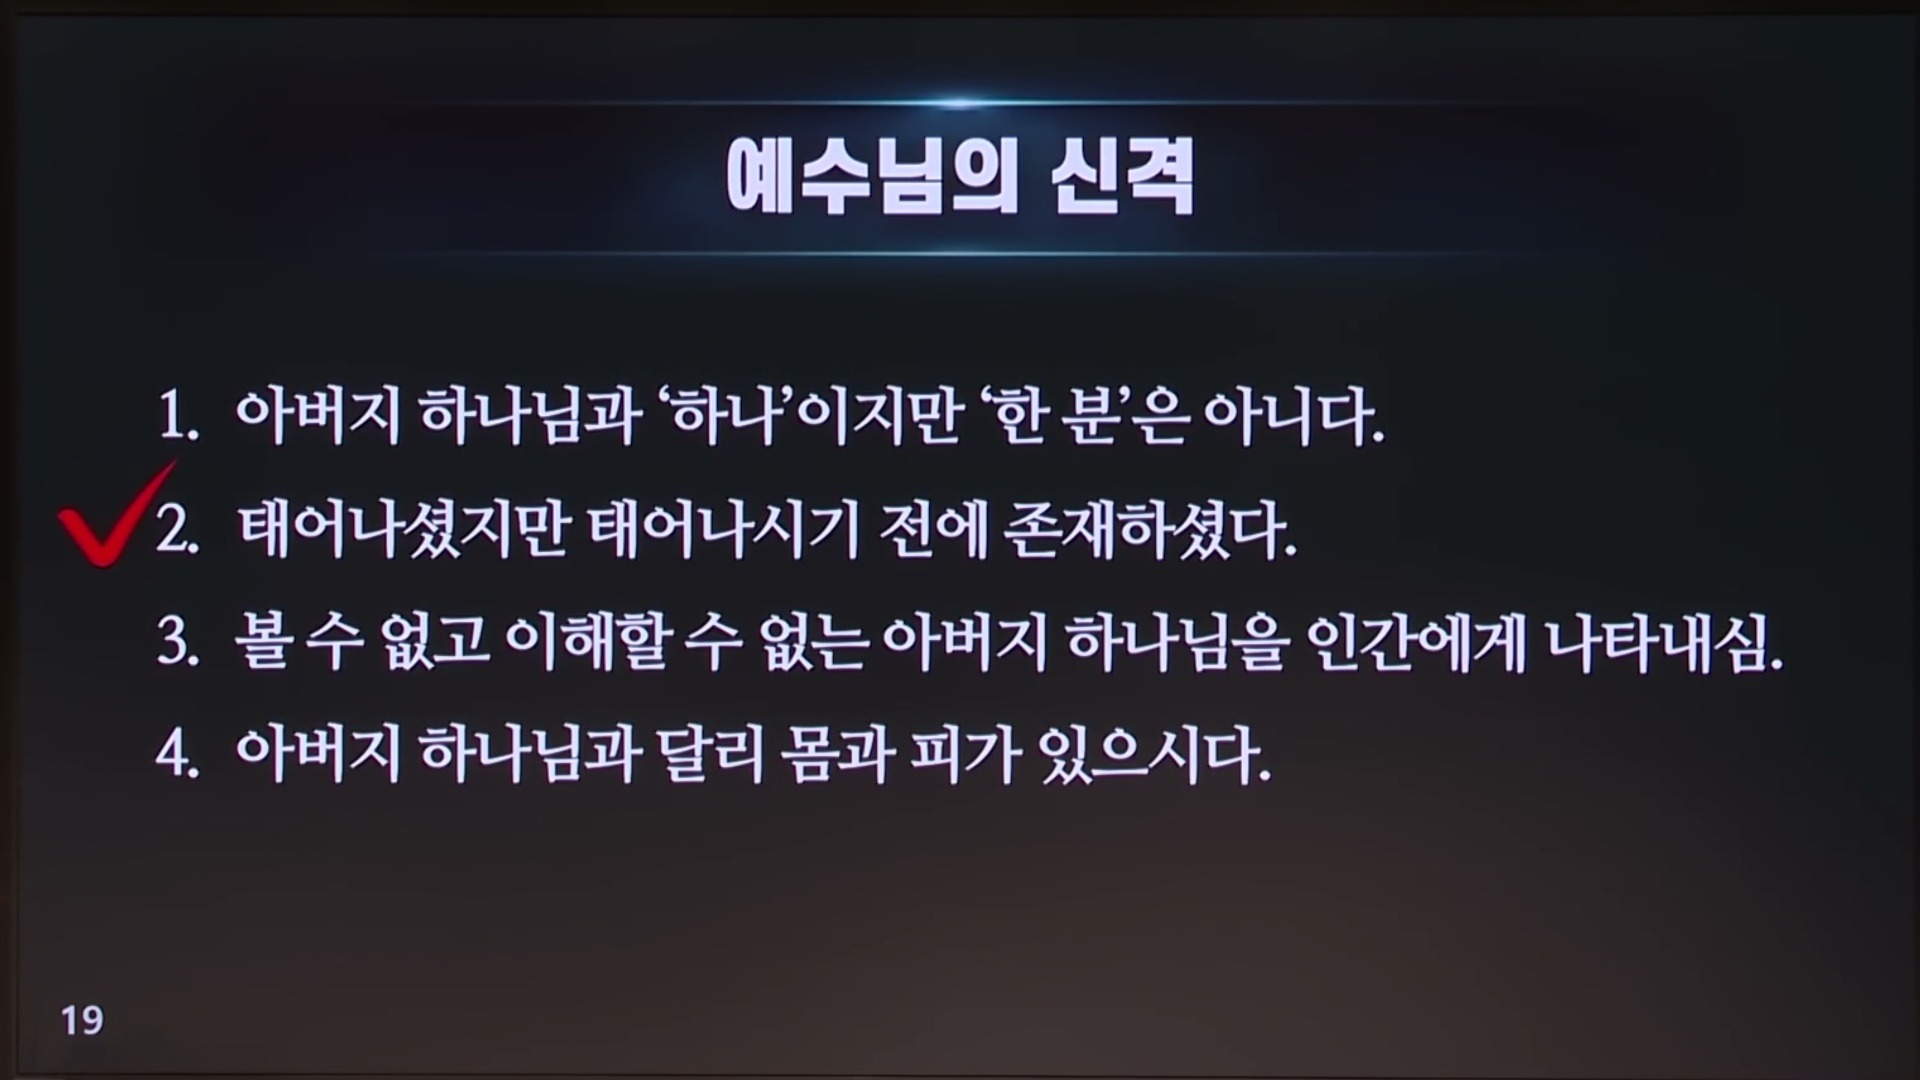 예수님의 신격
1. 아버지 하나님과 ‘하나’이지만 ‘한 분’은 아니다.
2. 태어나셨지만 태어나시기 전에 존재하셨다.
3. 볼 수 없고 이해할 수 없는 아버지 하나님을 인간에게 나타내심.
4. 아버지 하나님과 달리 몸과 피가 있으시다.
19